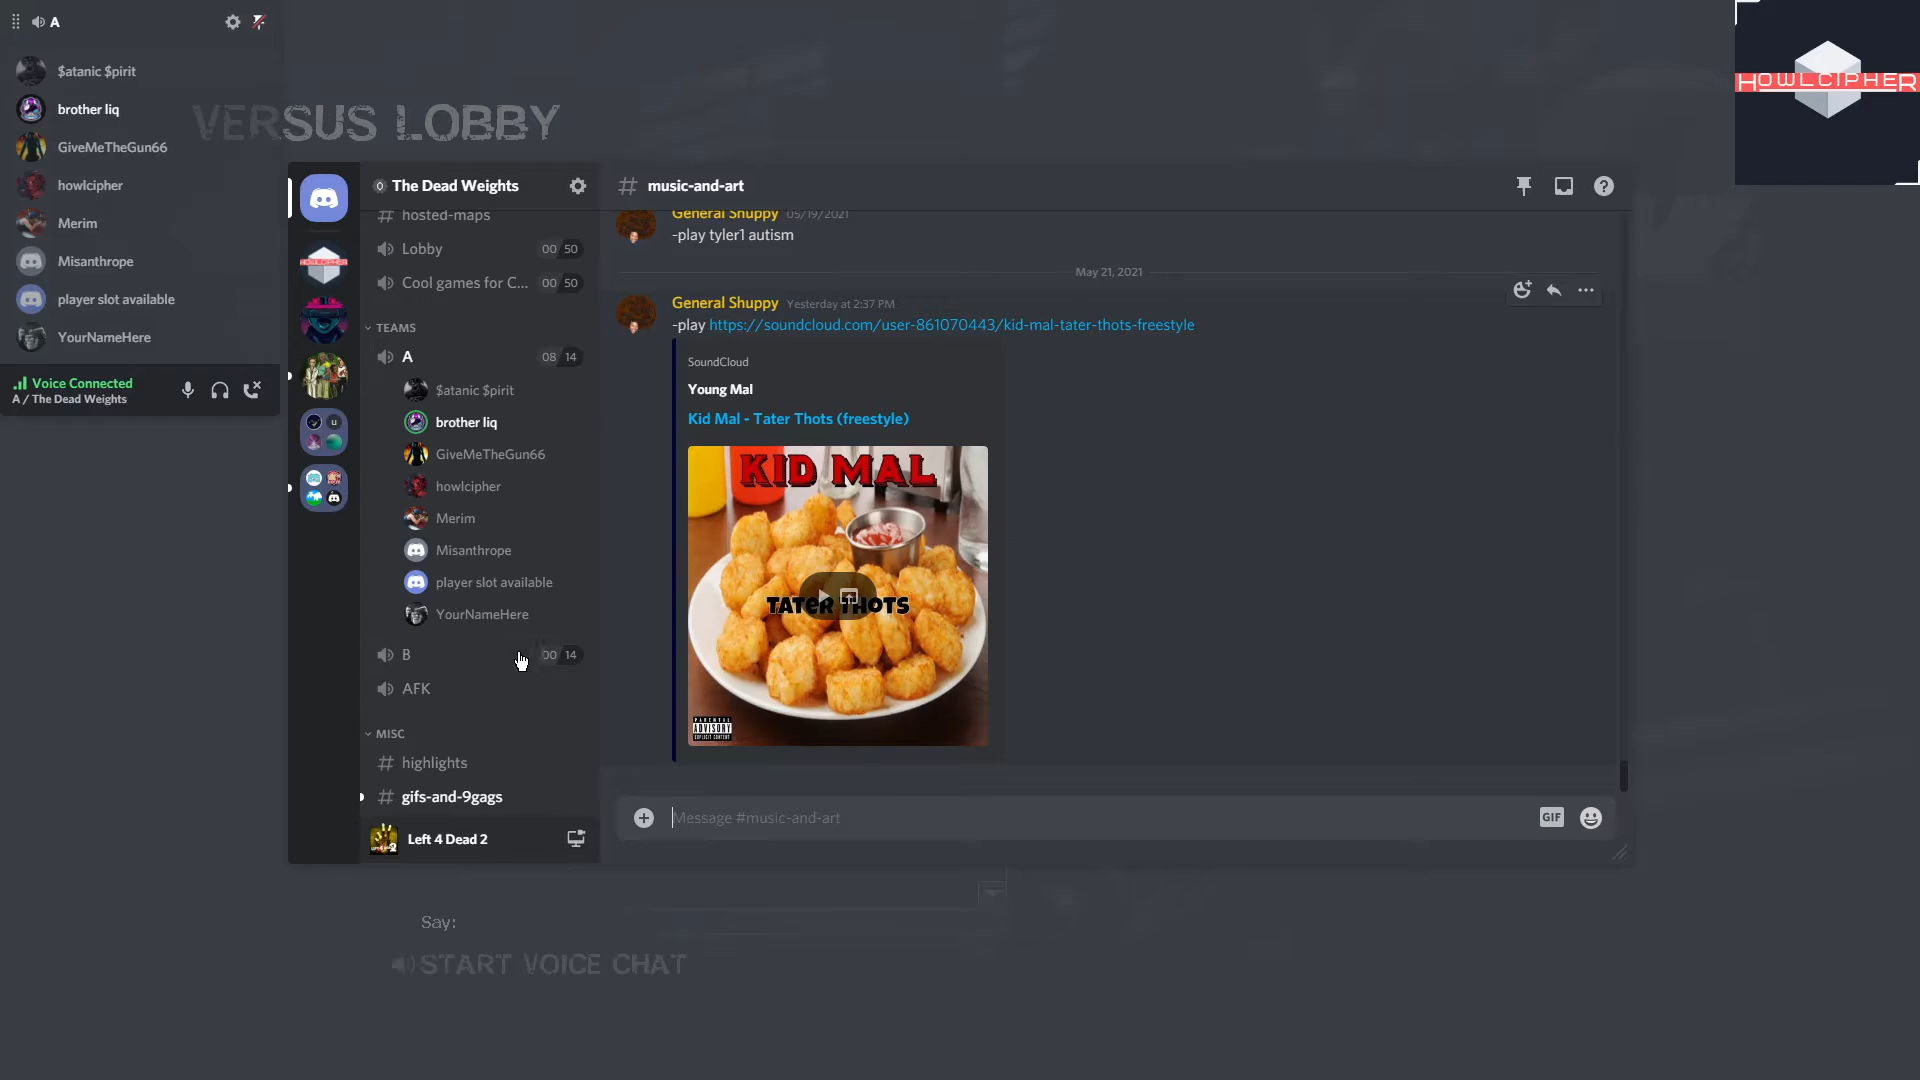 A
$atanic $pirit
brother liq
GiveMeTheGun66
howlcipher
Merim
Misanthrope
player slot available
YourNameHere
Voice Connected
A / The Dead Weights
VERSUS LOBBY
HOWLCIPHER
The Dead Weights
hosted-maps
Lobby 00 50
Cool games for C... 00 50
TEAMS
A 08 14
$atanic $pirit
brother liq
GiveMeTheGun66
howlcipher
Merim
Misanthrope
player slot available
YourNameHere
B 00 14
AFK
MISC
# highlights
# gifs-and-9gags
Left 4 Dead 2
# music-and-art
General Shuppy 05/19/2021
-play tyler1 autism
May 21, 2021
General Shuppy Yesterday at 2:37 PM
-play https://soundcloud.com/user-861070443/kid-mal-tater-thots-freestyle
SoundCloud
Young Mal
Kid Mal - Tater Thots (freestyle)
KID MAL
TATER THOTS
PARENTAL
ADVISORY
EXPLICIT CONTENT
Message #music-and-art
GIF
Say:
START VOICE CHAT